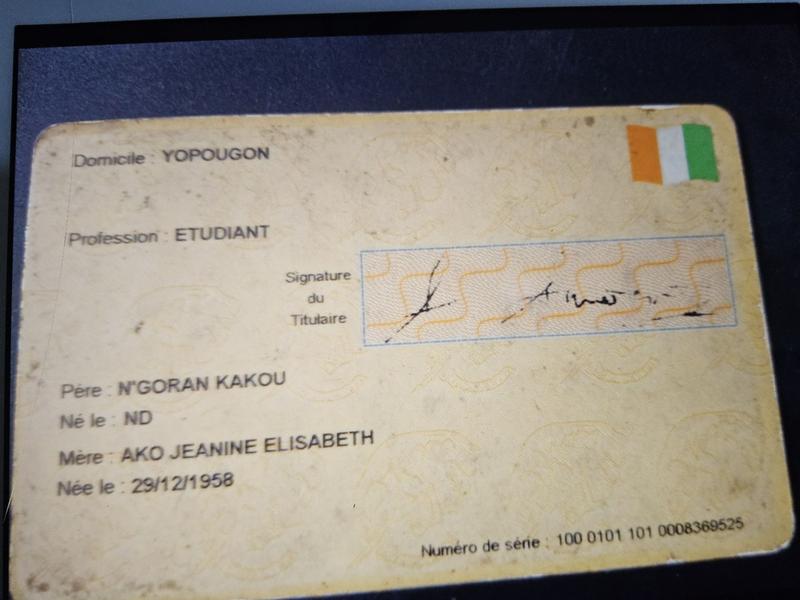 Domicile : YOPOUGON
Profession : ETUDIANT
Signature
du
Titulaire
Père : N'GORAN KAKOU
Né le : ND
Mère : AKO JEANINE ELISABETH
Née le : 29/12/1958
Numéro de série : 100 0101 101 0008369525